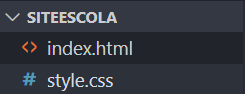 SITEESCOLA
<> index.html
# style.css